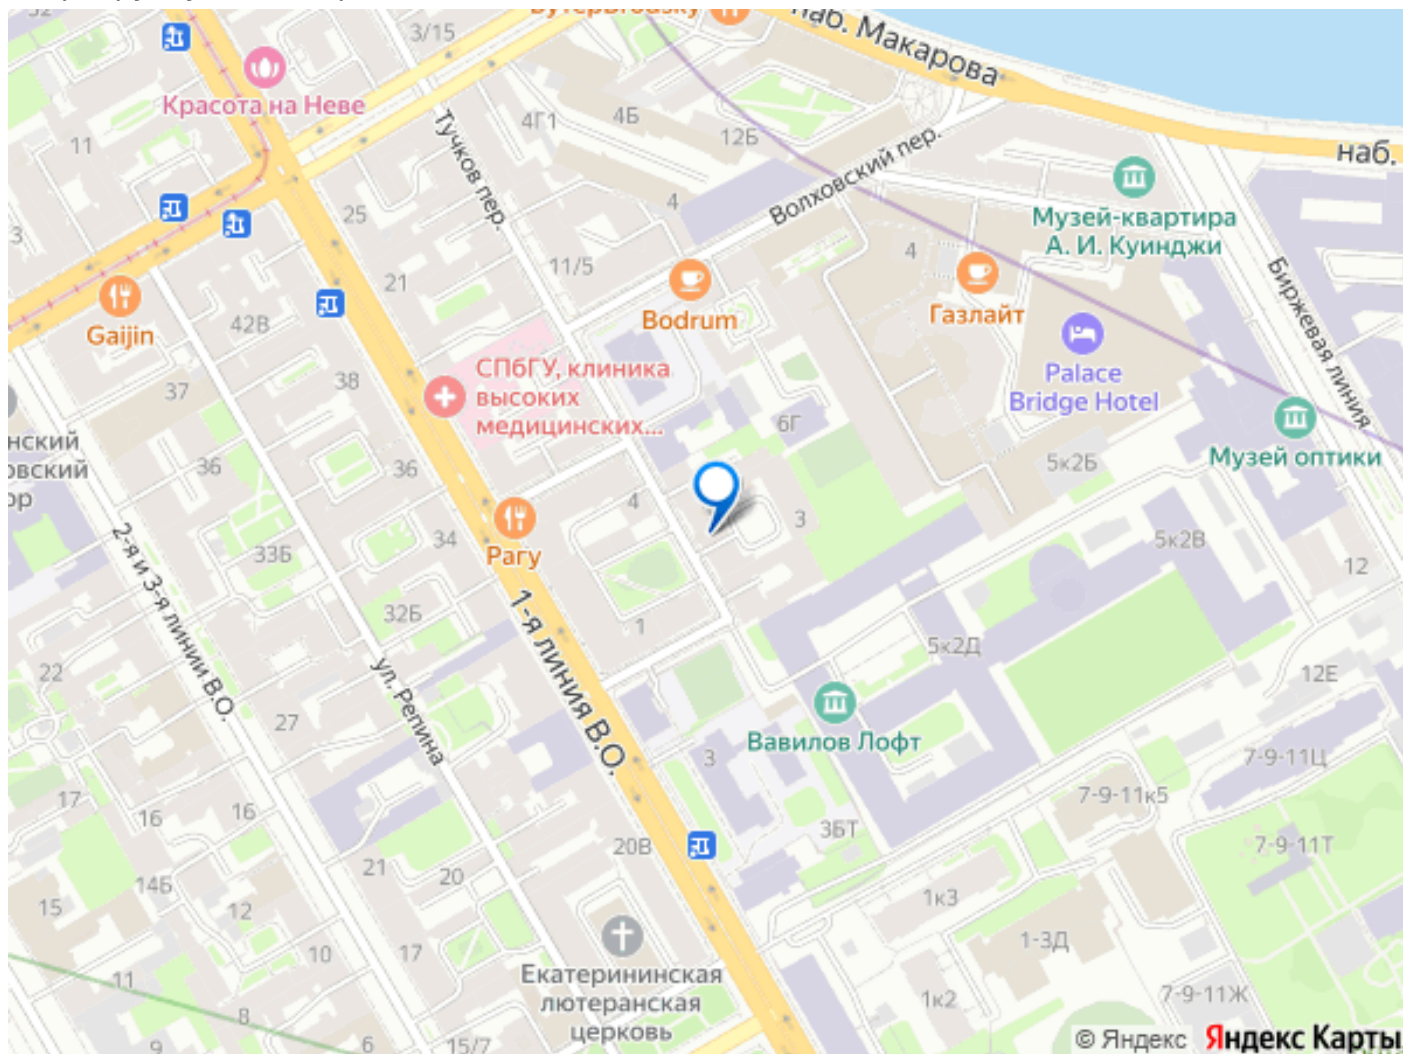 наб. Макарова
3/15
Красота на Неве
11
Тучков пер.
4Г1
4Б
12Б
наб.
Волховский пер.
Музей-квартира
А. И. Куинджи
25
4
4
3
11/5
21
Bodrum
Газлайт
Биржевая линия
Gaijin
42В
38
37
СПбГУ, клиника
высоких
медицинских...
Palace
Bridge Hotel
6Г
нский
овский
ор
36
36
5к2Б
Музей оптики
4
3
34
33Б
Рагу
5к2В
12
2-я и 3-я линии В.О.
32Б
1-я линия В.О.
1
5к2Д
22
12Е
ул. Репина
27
Вавилов Лофт
3
7-9-11Ц
17
16
16
7-9-11к5
3БТ
20В
7-9-11Т
21
20
14Б
15
12
1к3
10
17
1-3Д
Екатерининская
лютеранская
церковь
11
1к2
7-9-11Ж
8
9
6
15/7
© Яндекс Яндекс Карты